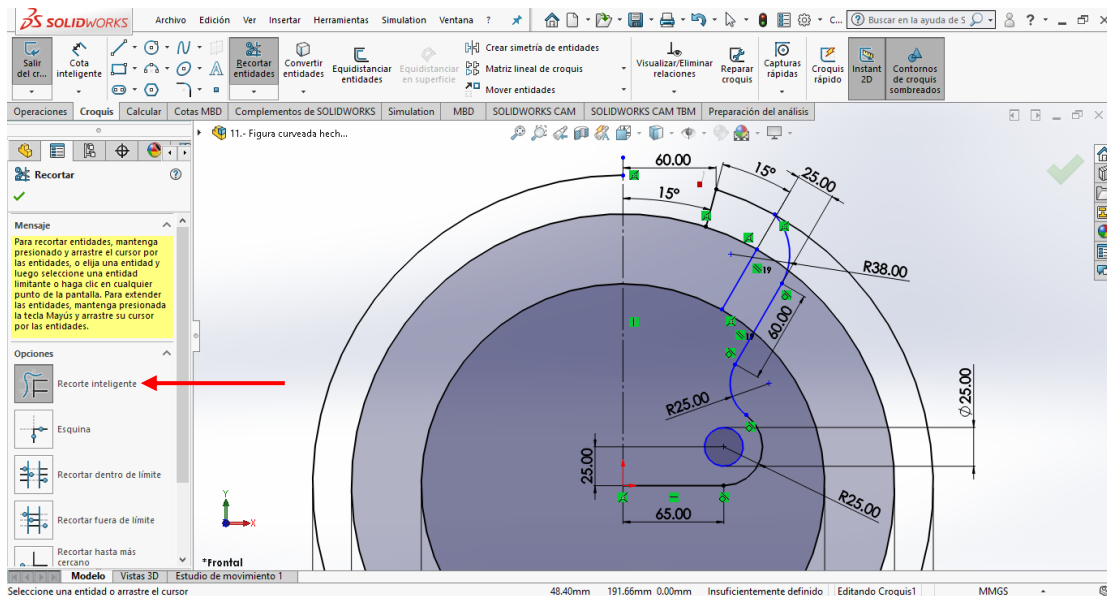 SOLIDWORKS Archivo Edición Ver Insertar Herramientas Simulation Ventana ? C... Buscar en la ayuda de S ?
Salir del cr...
Cota inteligente
Recortar entidades
Convertir entidades
Equidistanciar entidades
Equidistanciar en superficie
Crear simetría de entidades
Matriz lineal de croquis
Mover entidades
Visualizar/Eliminar relaciones
Reparar croquis
Capturas rápidas
Croquis rápido
Instant 2D
Contornos de croquis sombreados
Operaciones Croquis Calcular Cotas MBD Complementos de SOLIDWORKS Simulation MBD SOLIDWORKS CAM SOLIDWORKS CAM TBM Preparación del análisis
11.- Figura curveada hech...
Recortar
Mensaje
Para recortar entidades, mantenga
presionado y arrastre el cursor por
las entidades, o elija una entidad y
luego seleccione una entidad
limitante o haga clic en cualquier
punto de la pantalla. Para extender
las entidades, mantenga presionada
la tecla Mayús y arrastre su cursor
por las entidades.
Opciones
Recorte inteligente
Esquina
Recortar dentro de límite
Recortar fuera de límite
Recortar hasta más
cercano
60.00
15°
15°
25.00
19
R38.00
19
60.00
R25.00
Ø25.00
25.00
R25.00
65.00
Y
X
*Frontal
Modelo Vistas 3D Estudio de movimiento 1
Seleccione una entidad o arrastre el cursor 48.40mm 191.66mm 0.00mm Insuficientemente definido Editando Croquis1 MMGS